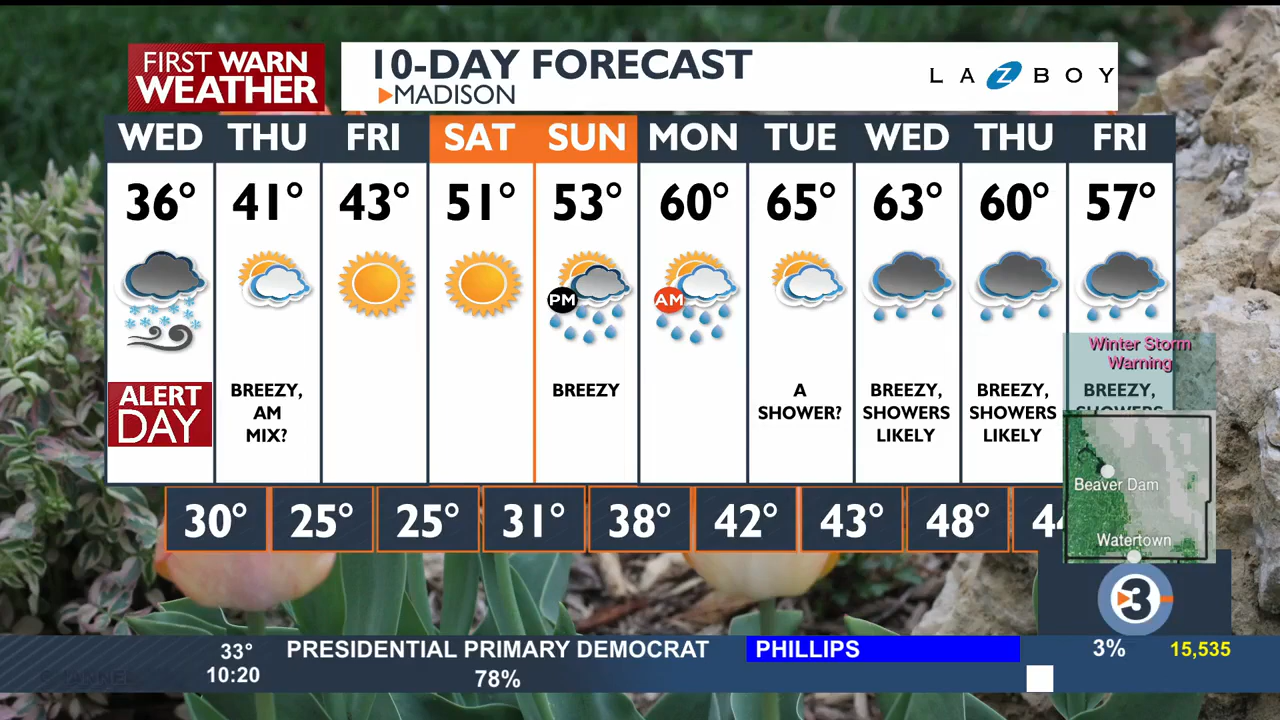 FIRST WARN
WEATHER
10-DAY FORECAST
MADISON
LA Z BOY
WED THU FRI SAT SUN MON TUE WED THU FRI
36° 41° 43° 51° 53° 60° 65° 63° 60° 57°
PM AM
Winter Storm
Warning
ALERT
DAY
BREEZY,
AM
MIX?
BREEZY
A
SHOWER?
BREEZY,
SHOWERS
LIKELY
BREEZY,
SHOWERS
LIKELY
BREEZY,
SHOWERS
Beaver Dam
Watertown
30° 25° 25° 31° 38° 42° 43° 48° 44
3
33°
10:20
PRESIDENTIAL PRIMARY DEMOCRAT
78%
PHILLIPS
3% 15,535
CHANNEL